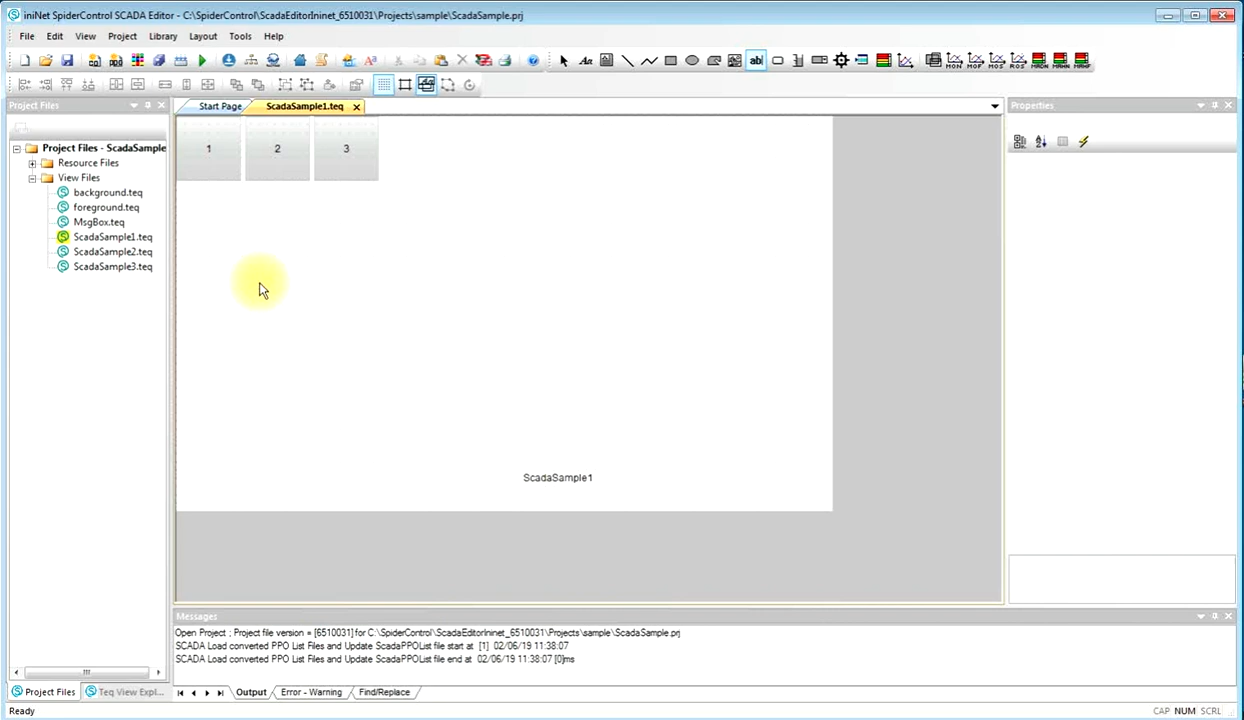 iniNet SpiderControl SCADA Editor - C:\SpiderControl\ScadaEditorIninet_6510031\Projects\sample\ScadaSample.prj
File Edit View Project Library Layout Tools Help
Project Files
Start Page ScadaSample1.teq
Properties
Project Files - ScadaSample
Resource Files
View Files
background.teq
foreground.teq
MsgBox.teq
ScadaSample1.teq
ScadaSample2.teq
ScadaSample3.teq
1 2 3
ScadaSample1
Messages
Open Project ; Project file version = [6510031] for C:\SpiderControl\ScadaEditorIninet_6510031\Projects\sample\ScadaSample.prj
SCADA Load converted PPO List Files and Update ScadaPPOList file start at [1] 02/06/19 11:38:07
SCADA Load converted PPO List Files and Update ScadaPPOList file end at 02/06/19 11:38:07 [0]ms
Project Files Teq View Expl... Output Error - Warning Find/Replace
Ready CAP NUM SCRL